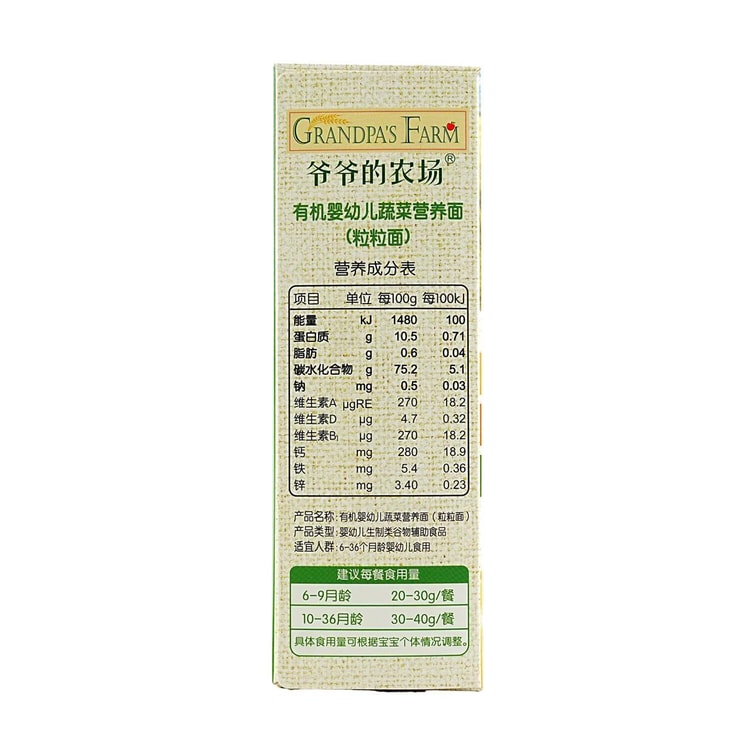 GRANDPA'S FARM
爷爷的农场®
有机婴幼儿蔬菜营养面
（粒粒面）
营养成分表
项目 单位 每100g 每100kJ
能量 kJ 1480 100
蛋白质 g 10.5 0.71
脂肪 g 0.6 0.04
碳水化合物 g 75.2 5.1
钠 mg 0.5 0.03
维生素A μgRE 270 18.2
维生素D μg 4.7 0.32
维生素B₁ μg 270 18.2
钙 mg 280 18.9
铁 mg 5.4 0.36
锌 mg 3.40 0.23
产品名称：有机婴幼儿蔬菜营养面（粒粒面）
产品类型：婴幼儿生制类谷物辅助食品
适宜人群：6-36个月龄婴幼儿食用
建议每餐食用量
6-9月龄 20-30g/餐
10-36月龄 30-40g/餐
具体食用量可根据宝宝个体情况调整。